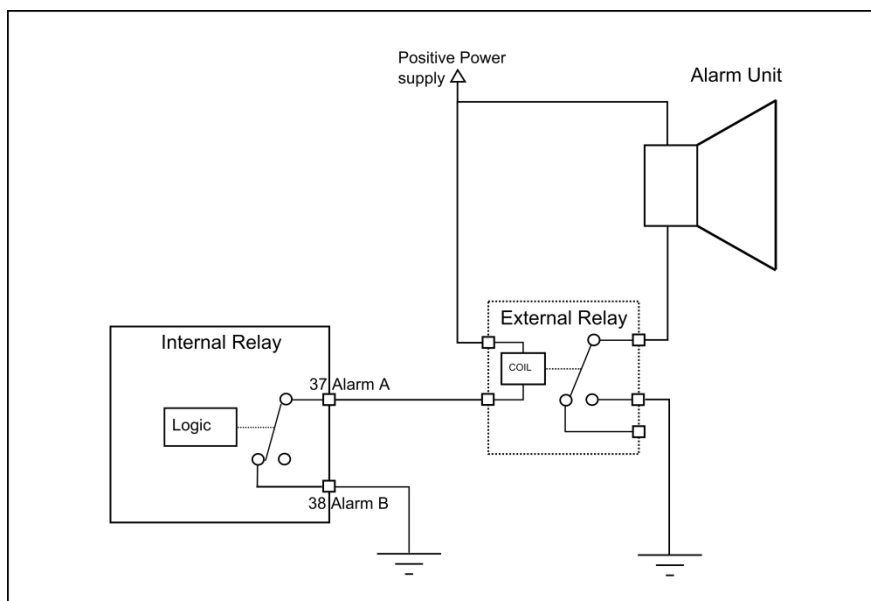 Positive Power
supply
Alarm Unit
External Relay
COIL
Internal Relay
37 Alarm A
Logic
38 Alarm B